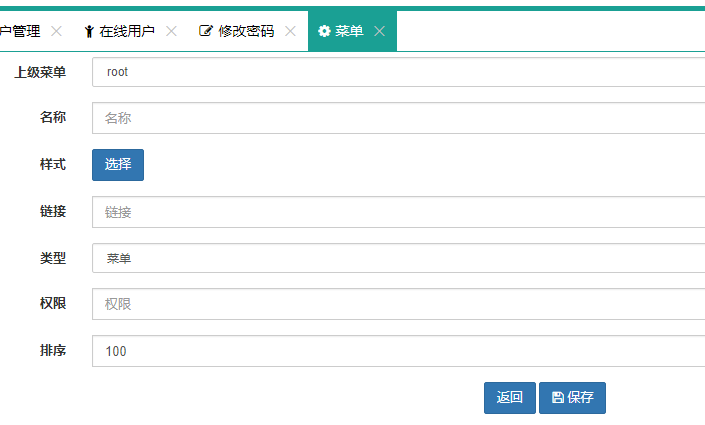 户管理 在线用户 修改密码 菜单
上级菜单 root
名称 名称
样式 选择
链接 链接
类型 菜单
权限 权限
排序 100
返回 保存